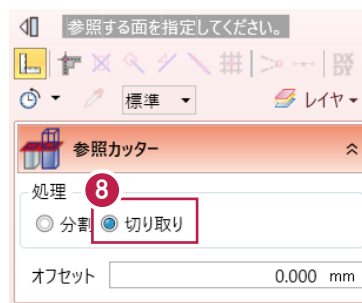 参照する面を指定してください。
DX
DY
標準
レイヤ
参照カッター
処理
8
分割 切り取り
オフセット 0.000 mm